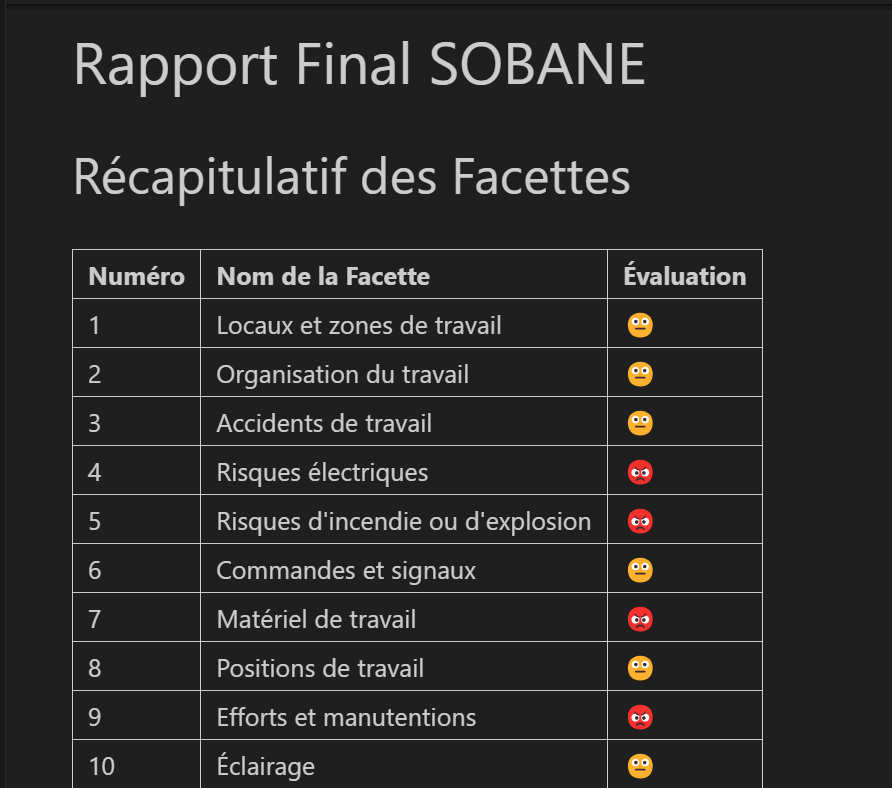 Rapport Final SOBANE
Récapitulatif des Facettes
Numéro Nom de la Facette Évaluation
1 Locaux et zones de travail 😐
2 Organisation du travail 😐
3 Accidents de travail 😐
4 Risques électriques 😡
5 Risques d'incendie ou d'explosion 😡
6 Commandes et signaux 😐
7 Matériel de travail 😡
8 Positions de travail 😐
9 Efforts et manutentions 😡
10 Éclairage 😐